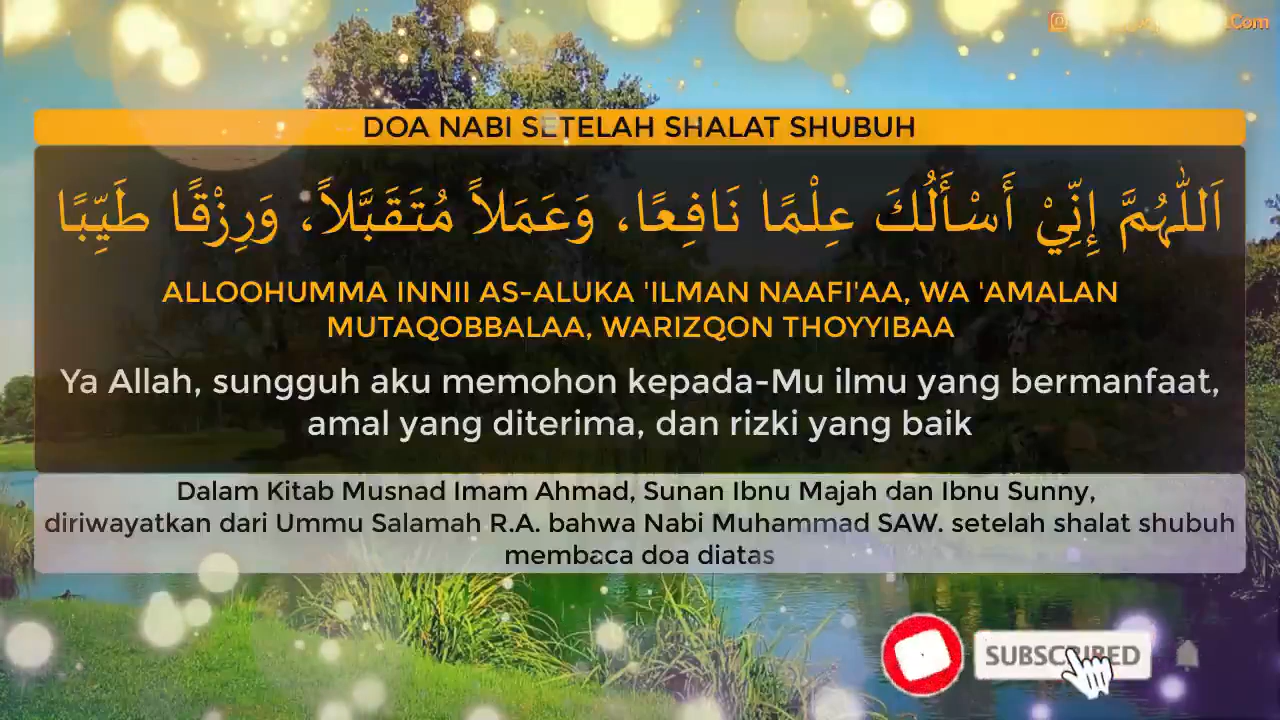 DOA NABI SETELAH SHALAT SHUBUH
اَللّٰهُمَّ إِنِّيْ أَسْأَلُكَ عِلْمًا نَافِعًا، وَعَمَلاً مُتَقَبَّلاً، وَرِزْقًا طَيِّبًا
ALLOOHUMMA INNII AS-ALUKA 'ILMAN NAAFI'AA, WA 'AMALAN
MUTAQOBBALAA, WARIZQON THOYYIBAA
Ya Allah, sungguh aku memohon kepada-Mu ilmu yang bermanfaat,
amal yang diterima, dan rizki yang baik
Dalam Kitab Musnad Imam Ahmad, Sunan Ibnu Majah dan Ibnu Sunny,
diriwayatkan dari Ummu Salamah R.A. bahwa Nabi Muhammad SAW. setelah shalat shubuh
membaca doa diatas
SUBSCRIBED